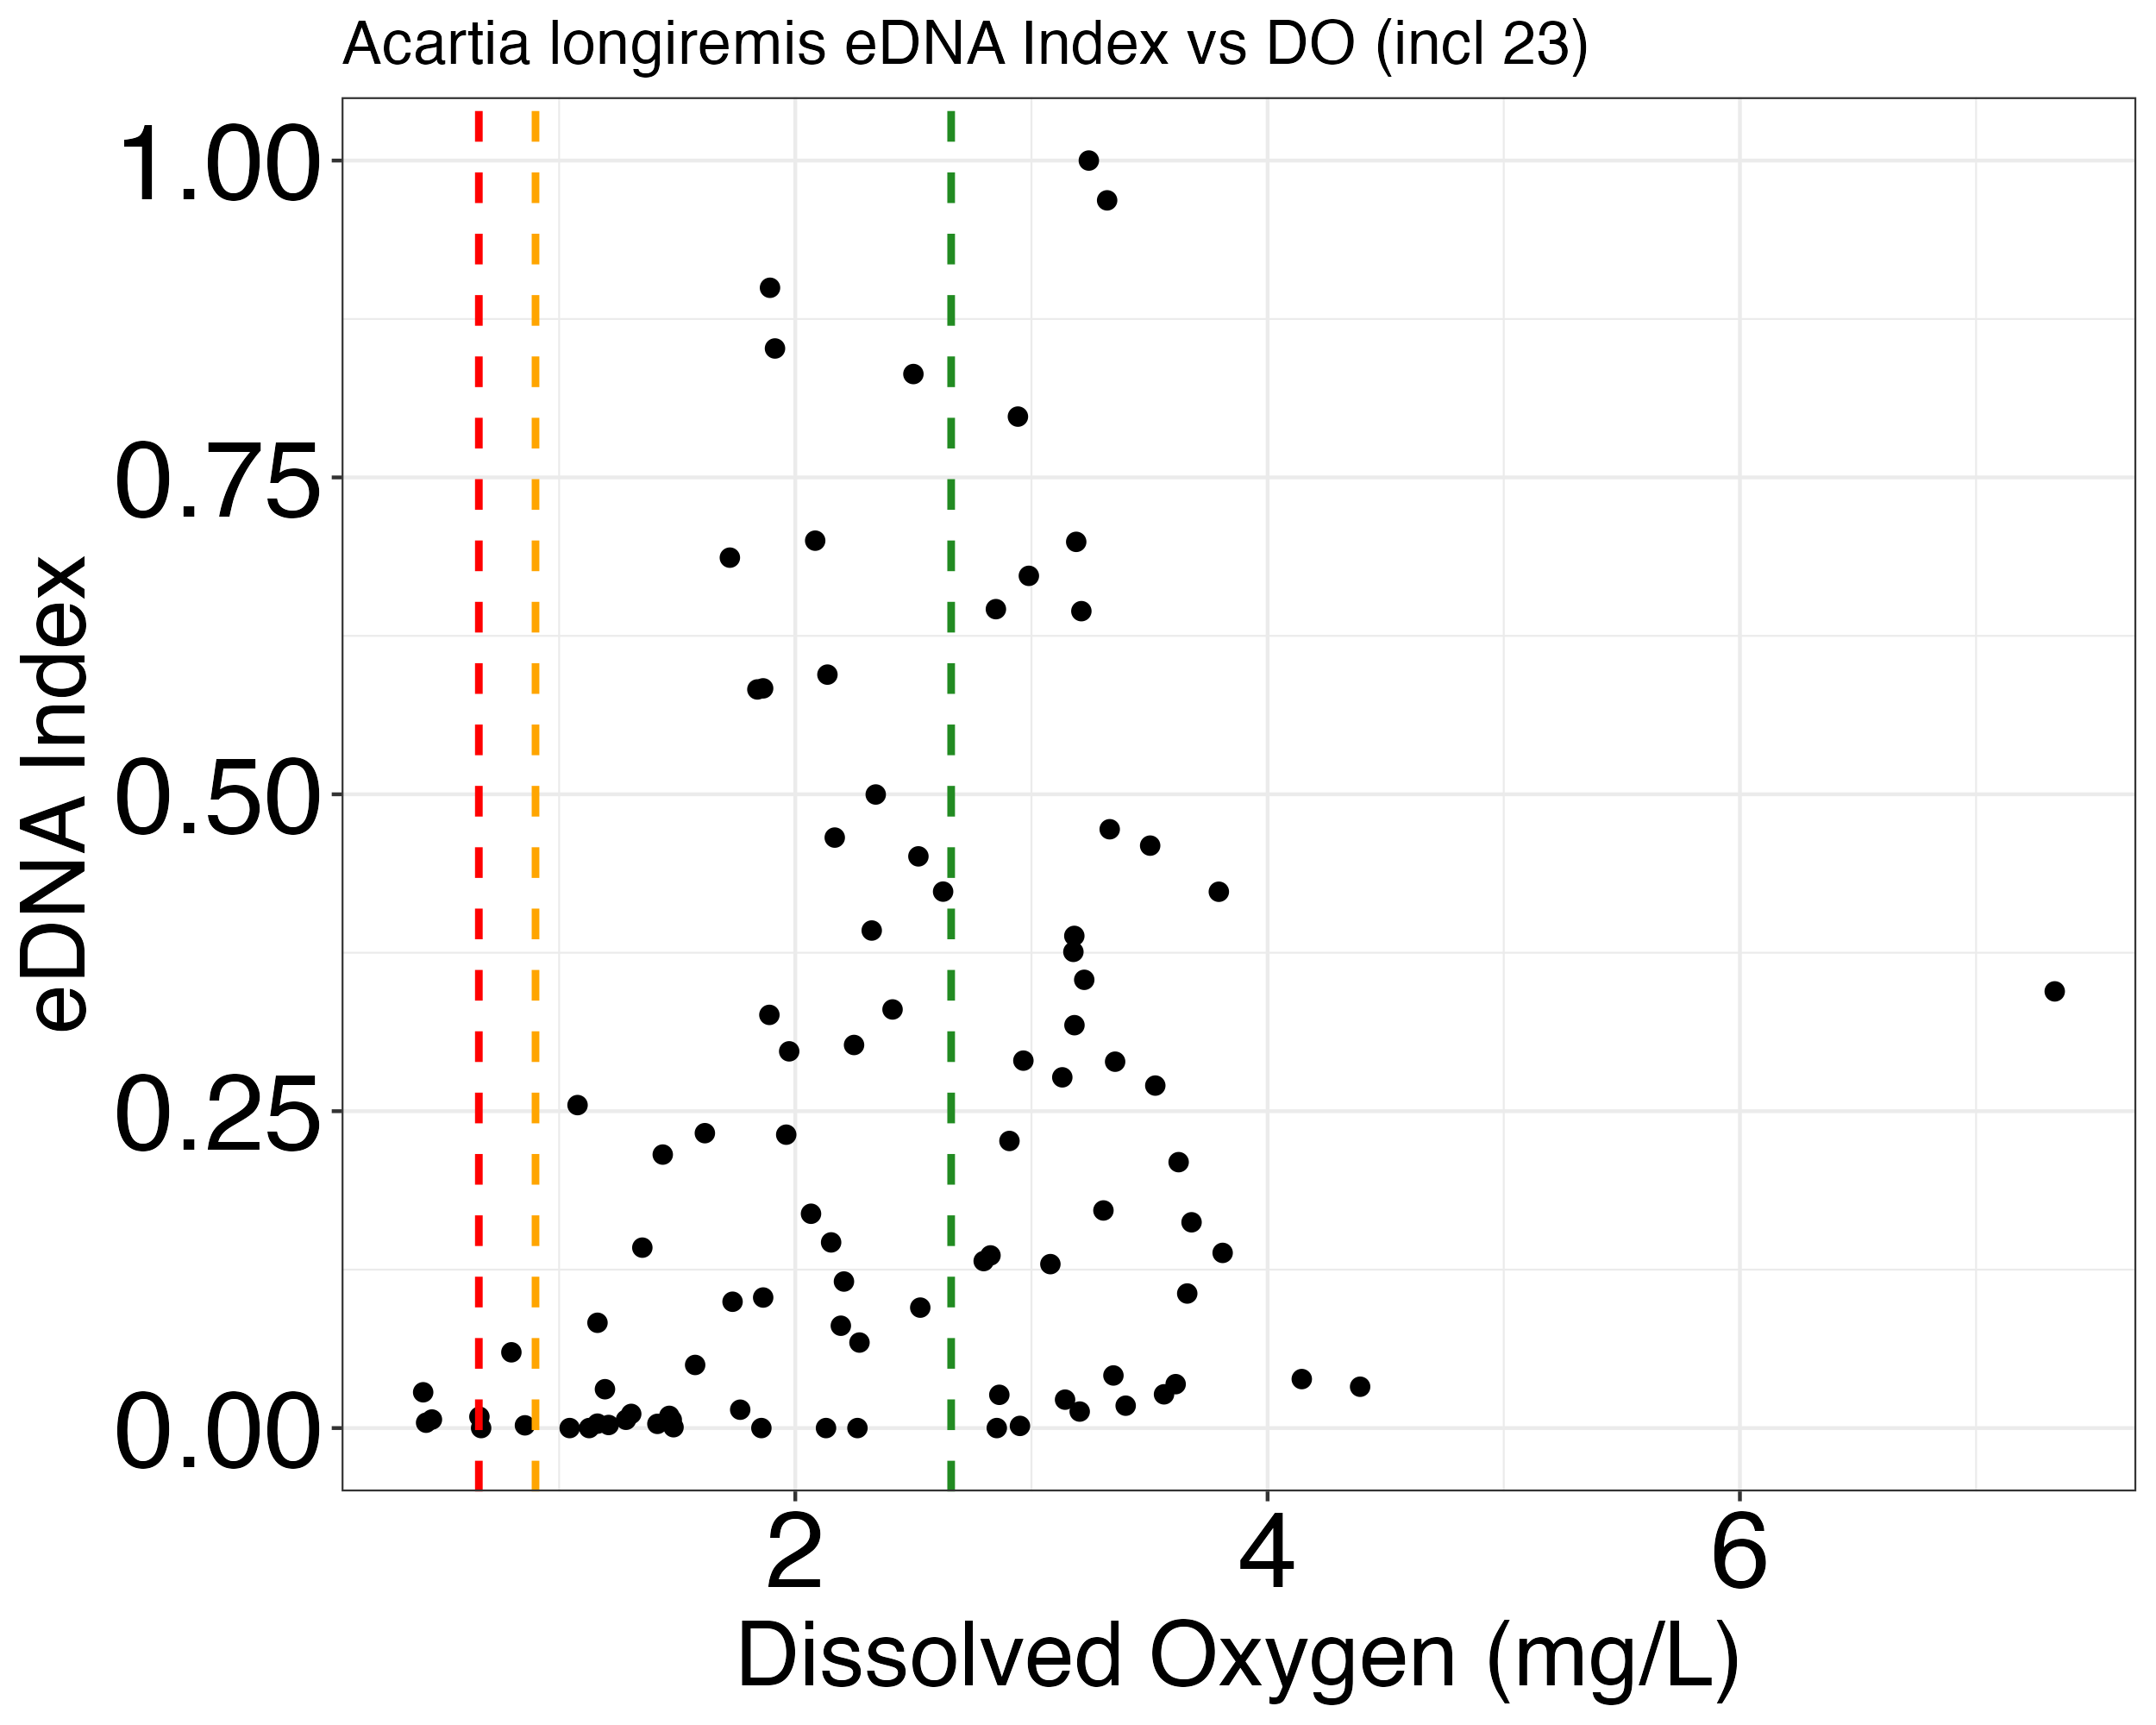 Acartia longiremis eDNA Index vs DO (incl 23)
eDNA Index
1.00
0.75
0.50
0.25
0.00
2 4 6
Dissolved Oxygen (mg/L)